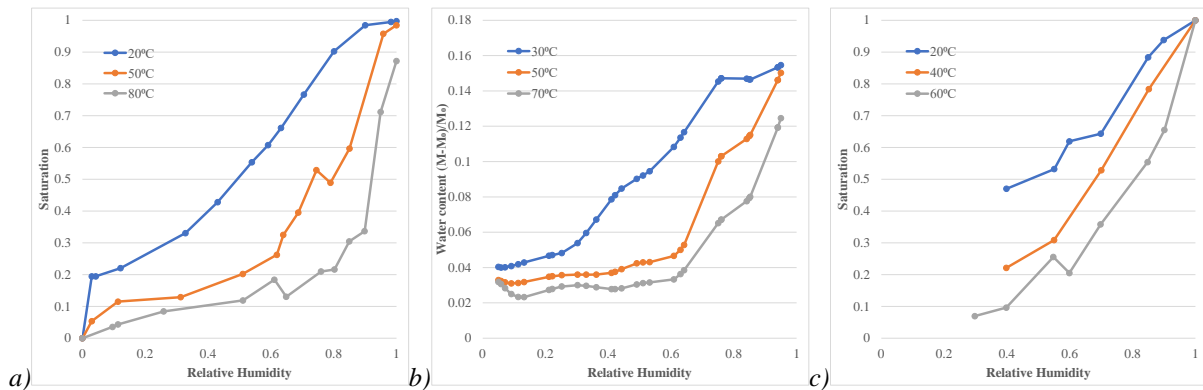 a)
Saturation
1
0.9
0.8
0.7
0.6
0.5
0.4
0.3
0.2
0.1
0
20ºC
50ºC
80ºC
0 0.2 0.4 0.6 0.8 1
Relative Humidity
b)
Water content (M-M₀)/M₀
0.18
0.16
0.14
0.12
0.1
0.08
0.06
0.04
0.02
0
30ºC
50ºC
70ºC
0 0.2 0.4 0.6 0.8 1
Relative Humidity
c)
Saturation
1
0.9
0.8
0.7
0.6
0.5
0.4
0.3
0.2
0.1
0
20ºC
40ºC
60ºC
0 0.2 0.4 0.6 0.8 1
Relative Humidity